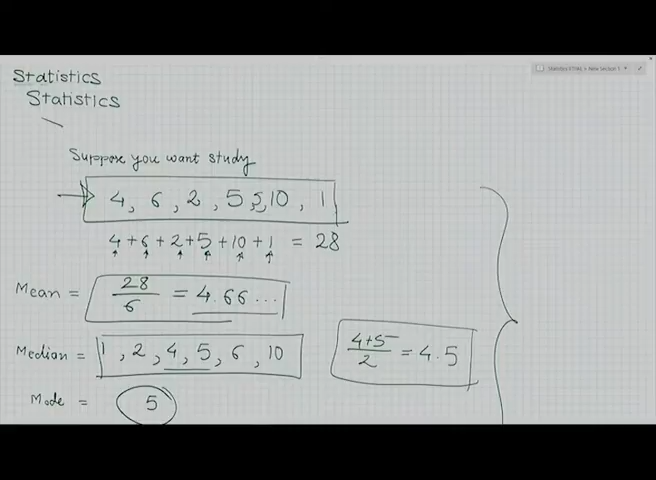 Statistics
Statistics
Suppose you want study
4, 6, 2, 5 5, 10, 1
4 + 6 + 2 + 5 + 10 + 1 = 28
Mean = 28/6 = 4.66...
Median = 1, 2, 4, 5, 6, 10
4+5/2 = 4.5
Mode = 5